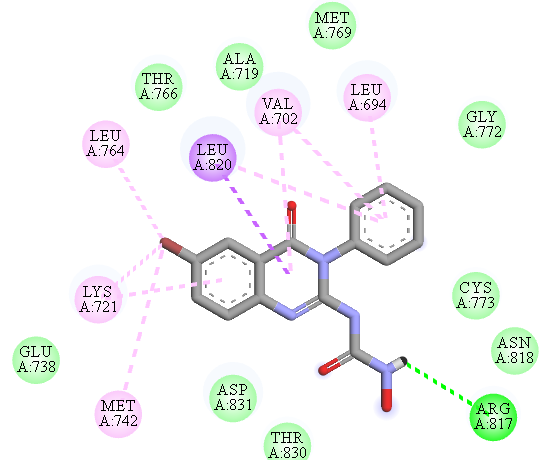 MET
A:769
ALA
A:719
THR
A:766
LEU
A:694
VAL
A:702
GLY
A:772
LEU
A:764
LEU
A:820
CYS
A:773
LYS
A:721
ASN
A:818
GLU
A:738
ASP
A:831
MET
A:742
ARG
A:817
THR
A:830